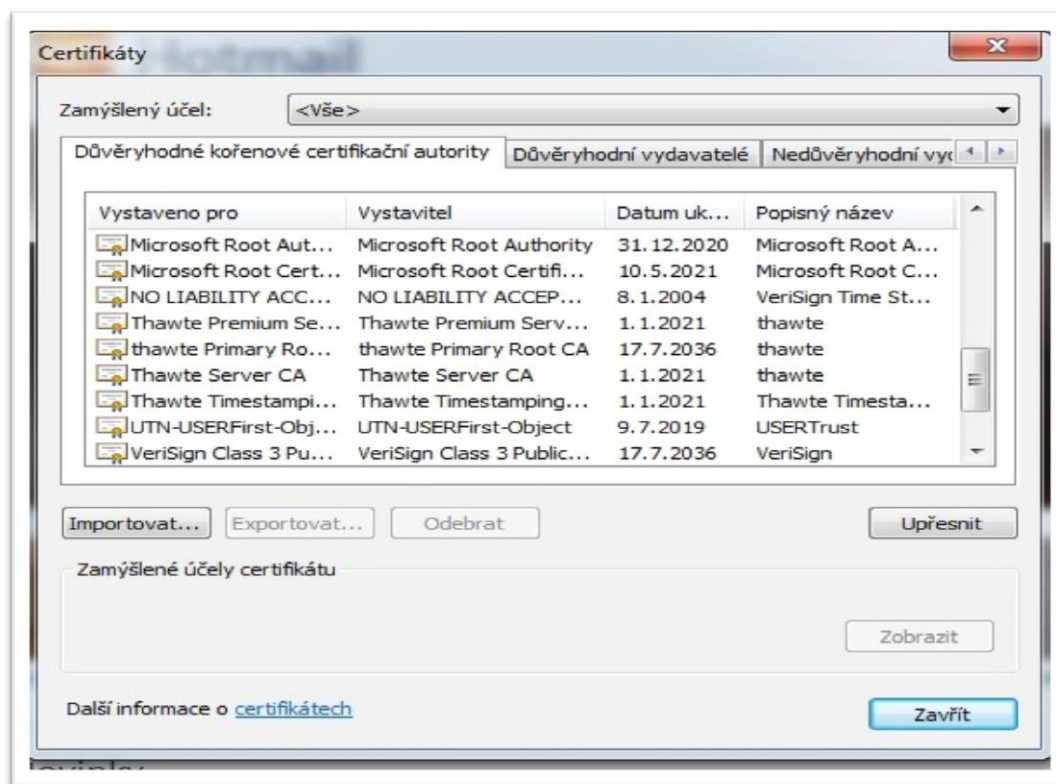 Hotmail
Certifikáty
Zamýšlený účel: <Vše>
Důvěryhodné kořenové certifikační autority Důvěryhodní vydavatelé Nedůvěryhodní vyd
Vystaveno pro Vystavitel Datum uk... Popisný název
Microsoft Root Aut... Microsoft Root Authority 31.12.2020 Microsoft Root A...
Microsoft Root Cert... Microsoft Root Certifi... 10.5.2021 Microsoft Root C...
NO LIABILITY ACC... NO LIABILITY ACCEP... 8.1.2004 VeriSign Time St...
Thawte Premium Se... Thawte Premium Serv... 1.1.2021 thawte
thawte Primary Ro... thawte Primary Root CA 17.7.2036 thawte
Thawte Server CA Thawte Server CA 1.1.2021 thawte
Thawte Timestampi... Thawte Timestamping... 1.1.2021 Thawte Timesta...
UTN-USERFirst-Obj... UTN-USERFirst-Object 9.7.2019 USERTrust
VeriSign Class 3 Pu... VeriSign Class 3 Public... 17.7.2036 VeriSign
Importovat... Exportovat... Odebrat Upřesnit
Zamýšlené účely certifikátu
Zobrazit
Další informace o certifikátech
Zavřít